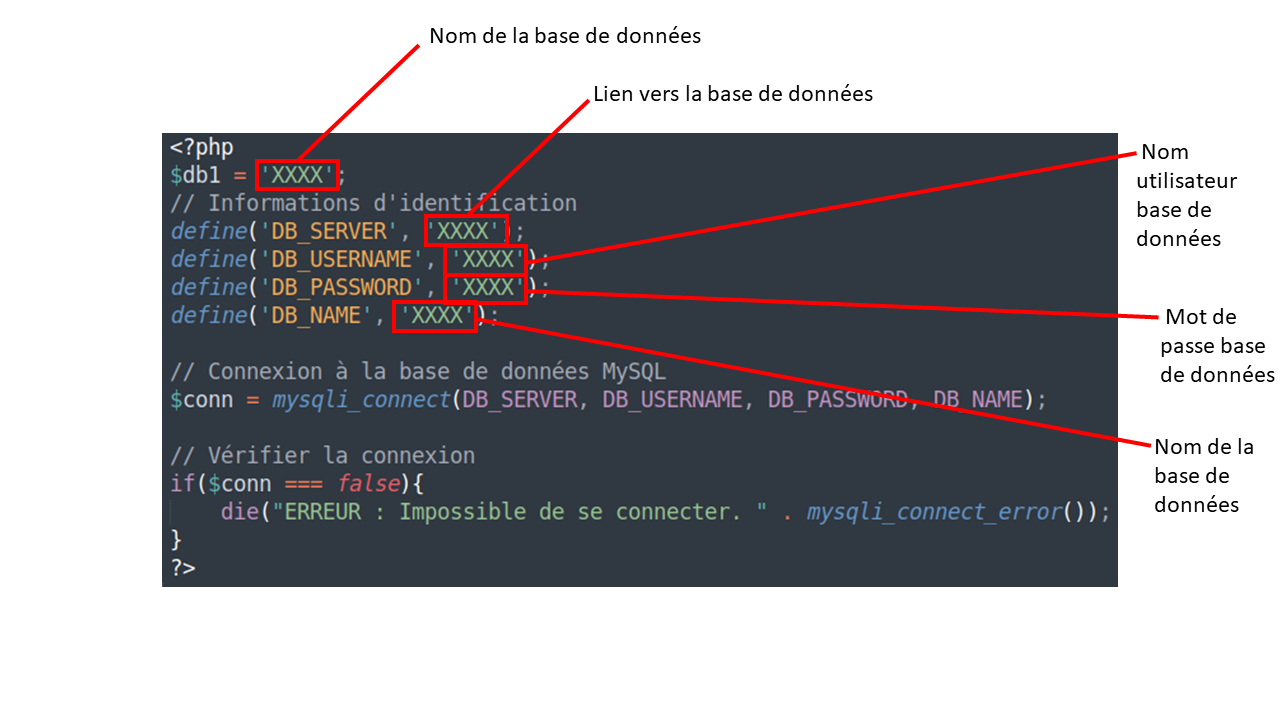 Nom de la base de données
Lien vers la base de données
<?php
$db1 = 'XXXX';
// Informations d'identification
define('DB_SERVER', 'XXXX');
define('DB_USERNAME', 'XXXX');
define('DB_PASSWORD', 'XXXX');
define('DB_NAME', 'XXXX');
// Connexion à la base de données MySQL
$conn = mysqli_connect(DB_SERVER, DB_USERNAME, DB_PASSWORD, DB_NAME);
// Vérifier la connexion
if($conn === false){
die("ERREUR : Impossible de se connecter. " . mysqli_connect_error());
}
?>
Nom
utilisateur
base de
données
Mot de
passe base
de données
Nom de la
base de
données